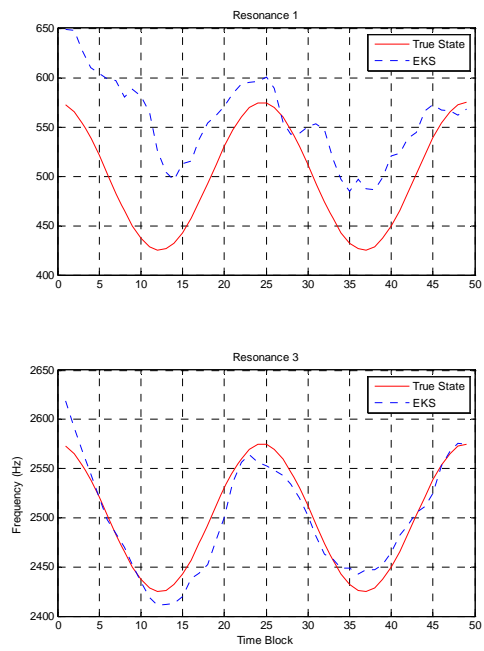 Resonance 1
650
600
550
500
450
400
0 5 10 15 20 25 30 35 40 45 50
True State
EKS
Resonance 3
2650
2600
2550
2500
2450
2400
Frequency (Hz)
0 5 10 15 20 25 30 35 40 45 50
Time Block
True State
EKS